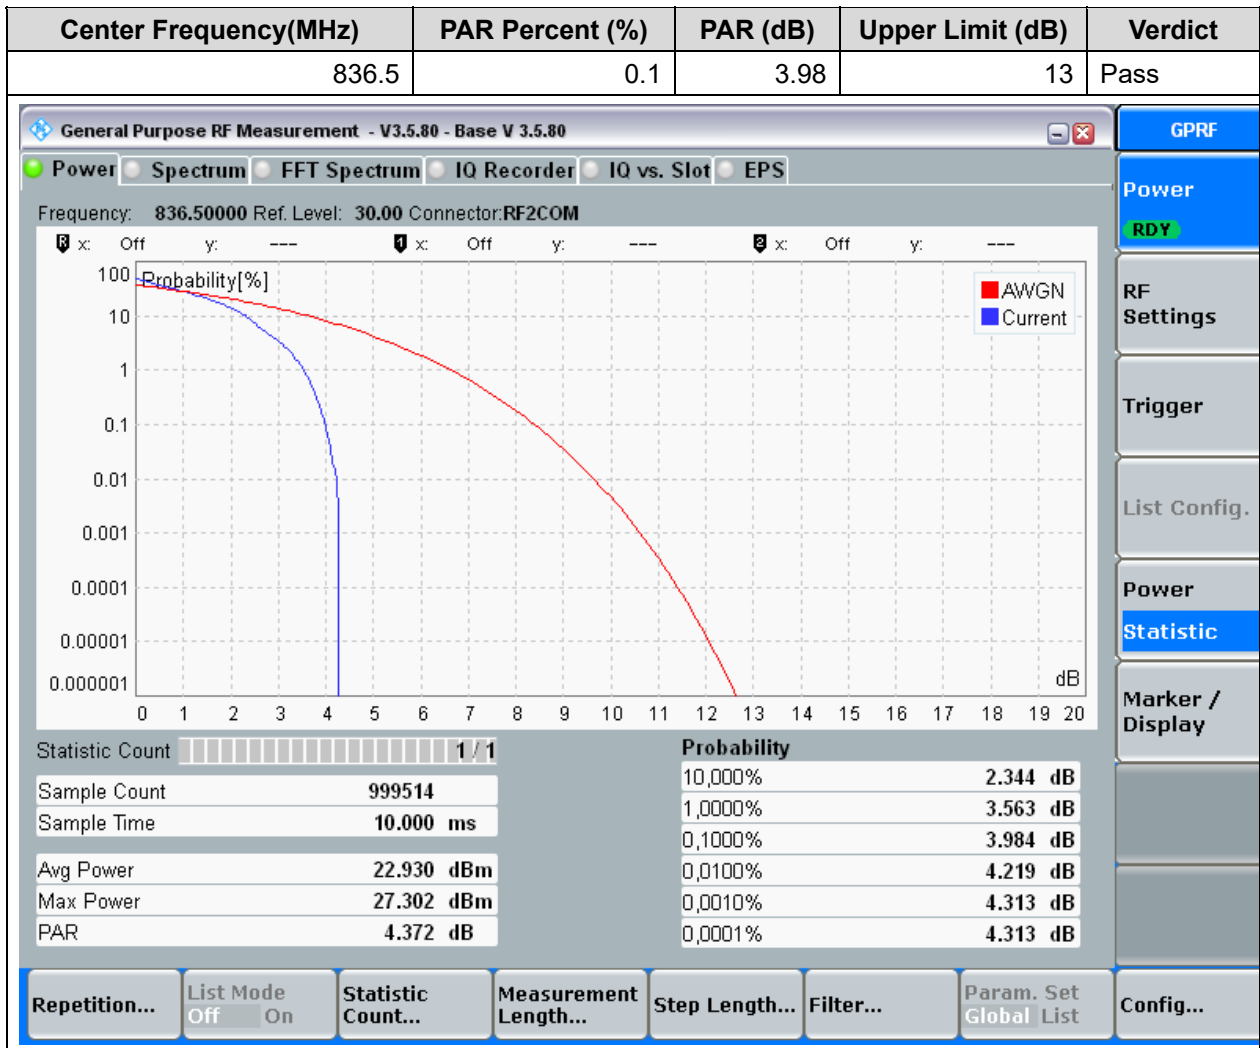 Center Frequency(MHz) PAR Percent (%) PAR (dB) Upper Limit (dB) Verdict
836.5 0.1 3.98 13 Pass
General Purpose RF Measurement - V3.5.80 - Base V 3.5.80
GPRF
Power Spectrum FFT Spectrum IQ Recorder IQ vs. Slot EPS
Frequency: 836.50000 Ref. Level: 30.00 Connector:RF2COM
R x: Off y: --- 1 x: Off y: --- 2 x: Off y: ---
Probability[%]
AWGN
Current
100
10
1
0.1
0.01
0.001
0.0001
0.00001
0.000001
dB
0 1 2 3 4 5 6 7 8 9 10 11 12 13 14 15 16 17 18 19 20
Statistic Count 1 / 1
Sample Count 999514
Sample Time 10.000 ms
Avg Power 22.930 dBm
Max Power 27.302 dBm
PAR 4.372 dB
Probability
10,000% 2.344 dB
1,0000% 3.563 dB
0,1000% 3.984 dB
0,0100% 4.219 dB
0,0010% 4.313 dB
0,0001% 4.313 dB
Power
RDY
RF
Settings
Trigger
List Config.
Power
Statistic
Marker /
Display
Repetition...
List Mode
Off On
Statistic
Count...
Measurement
Length...
Step Length...
Filter...
Param. Set
Global List
Config...